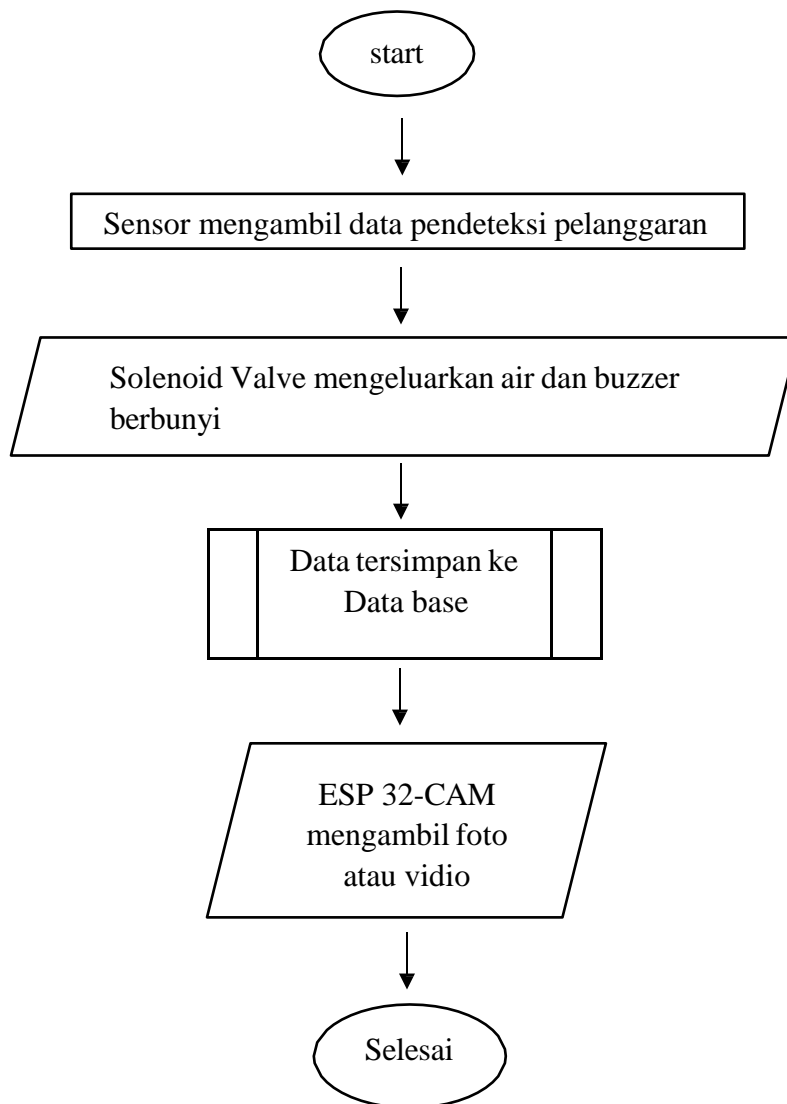 start
Sensor mengambil data pendeteksi pelanggaran
Solenoid Valve mengeluarkan air dan buzzer
berbunyi
Data tersimpan ke
Data base
ESP 32-CAM
mengambil foto
atau vidio
Selesai